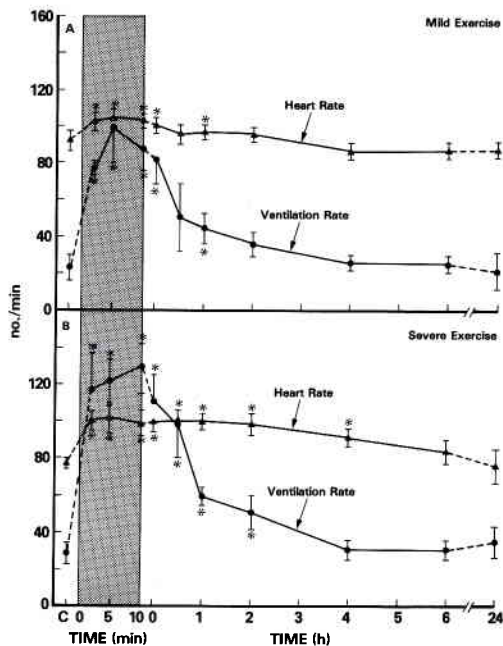 160
A
Mild Exercise
120
Heart Rate
80
Ventilation Rate
40
no./min
0
B
Severe Exercise
120
Heart Rate
80
Ventilation Rate
40
0
C 0 5 10 0 1 2 3 4 5 6 24
TIME (min) TIME (h)